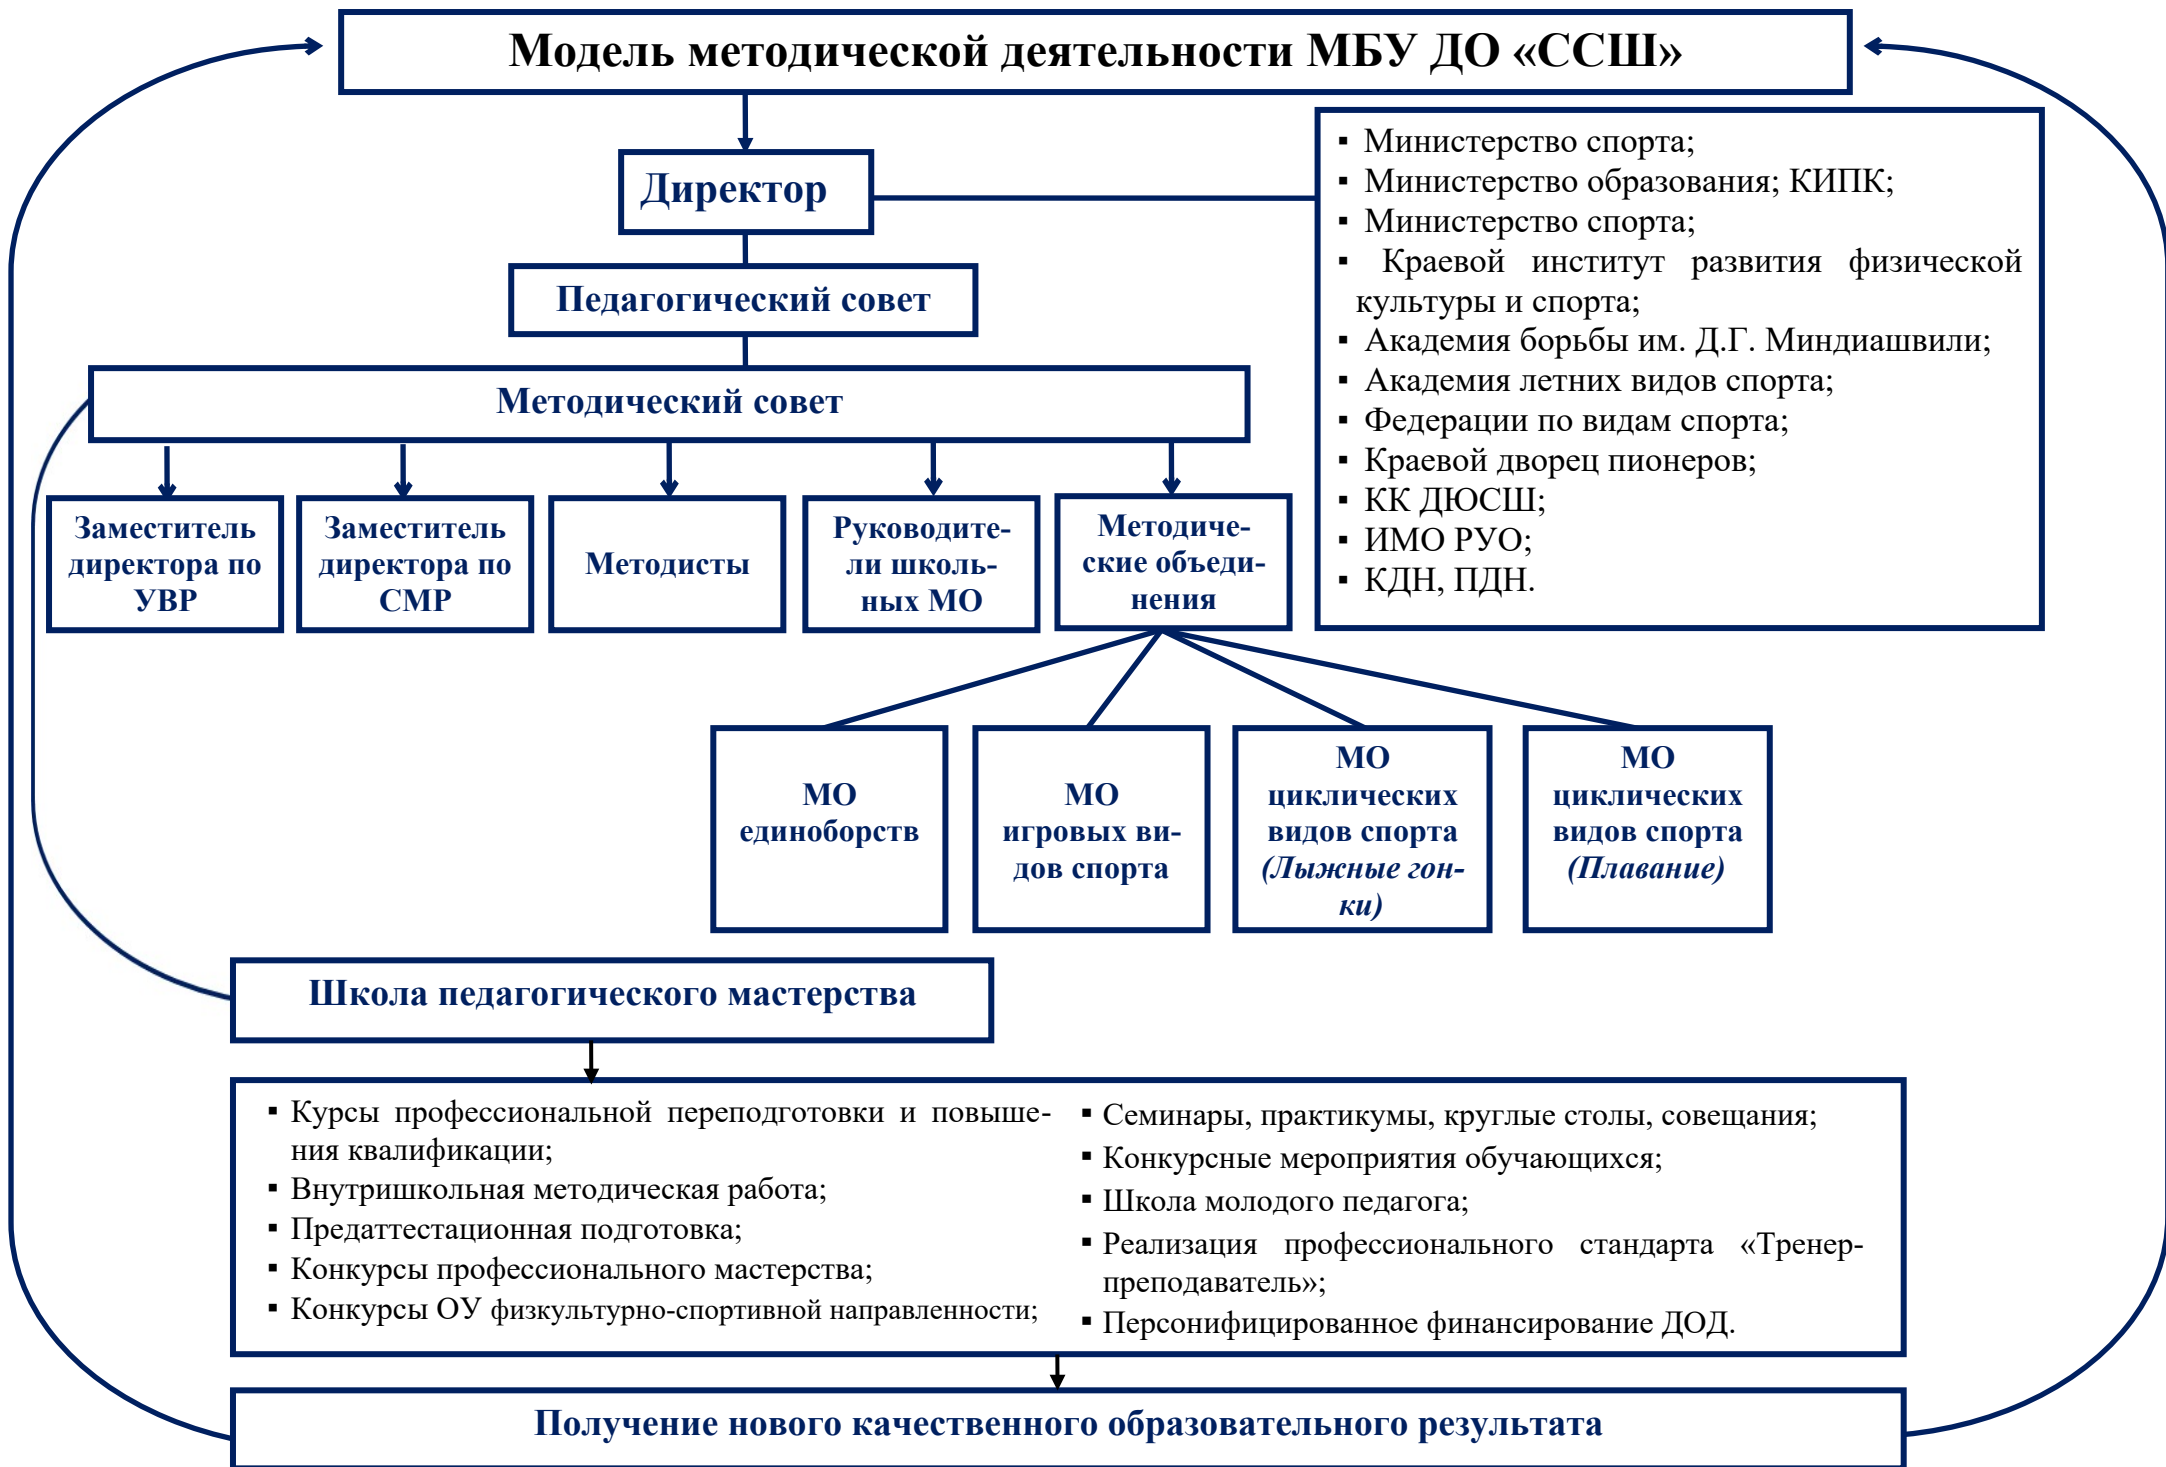 Модель методической деятельности МБУ ДО «ССШ»
Директор
Педагогический совет
Методический совет
▪ Министерство спорта;
▪ Министерство образования; КИПК;
▪ Министерство спорта;
▪ Краевой институт развития физической
культуры и спорта;
▪ Академия борьбы им. Д.Г. Миндиашвили;
▪ Академия летних видов спорта;
▪ Федерации по видам спорта;
▪ Краевой дворец пионеров;
▪ КК ДЮСШ;
▪ ИМО РУО;
▪ КДН, ПДН.
Заместитель
директора по
УВР
Заместитель
директора по
СМР
Методисты
Руководите-
ли школь-
ных МО
Методиче-
ские объеди-
нения
МО
единоборств
МО
игровых ви-
дов спорта
МО
циклических
видов спорта
(Лыжные гон-
ки)
МО
циклических
видов спорта
(Плавание)
Школа педагогического мастерства
▪ Курсы профессиональной переподготовки и повыше-
ния квалификации;
▪ Внутришкольная методическая работа;
▪ Предаттестационная подготовка;
▪ Конкурсы профессионального мастерства;
▪ Конкурсы ОУ физкультурно-спортивной направленности;
▪ Семинары, практикумы, круглые столы, совещания;
▪ Конкурсные мероприятия обучающихся;
▪ Школа молодого педагога;
▪ Реализация профессионального стандарта «Тренер-
преподаватель»;
▪ Персонифицированное финансирование ДОД.
Получение нового качественного образовательного результата